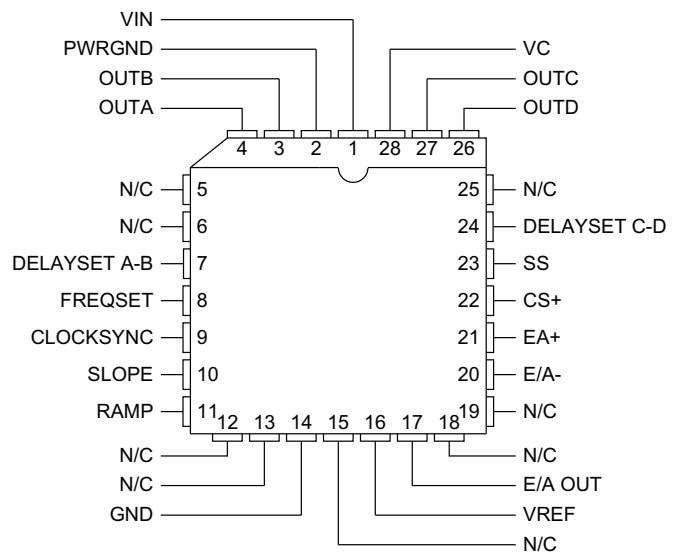 VIN
PWRGND
OUTB
OUTA
VC
OUTC
OUTD
4 3 2 1 28 27 26
N/C 5 25 N/C
N/C 6 24 DELAYSET C-D
DELAYSET A-B 7 23 SS
FREQSET 8 22 CS+
CLOCKSYNC 9 21 EA+
SLOPE 10 20 E/A-
RAMP 11 19 N/C
12 13 14 15 16 17 18
N/C
N/C
GND
N/C
E/A OUT
VREF
N/C